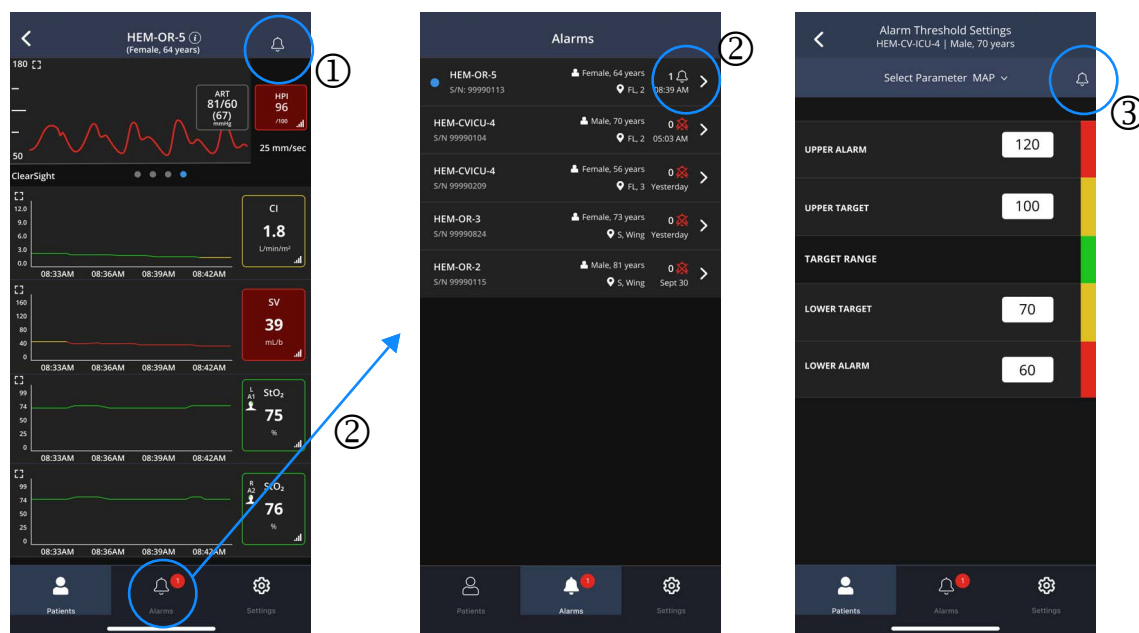 HEM-OR-5 ⓘ
(Female, 64 years)
①
180
ART
81/60
(67)
mmHg
HPI
96
/100
50
25 mm/sec
ClearSight
12.0
9.0
6.0
3.0
0.0
08:33AM 08:36AM 08:39AM 08:42AM
CI
1.8
L/min/m²
160
120
80
40
0
08:33AM 08:36AM 08:39AM 08:42AM
SV
39
mL/b
99
74
50
25
0
08:33AM 08:36AM 08:39AM 08:42AM
L
A1
StO₂
75
%
99
74
50
25
0
08:33AM 08:36AM 08:39AM 08:42AM
R
A2
StO₂
76
%
Patients
1
Alarms
Settings
②
Alarms
②
HEM-OR-5 Female, 64 years 1
S/N: 99990113 FL, 2 08:39 AM
HEM-CVICU-4 Male, 70 years 0
S/N 99990104 FL, 2 05:03 AM
HEM-CVICU-4 Female, 56 years 0
S/N 99990209 FL, 3 Yesterday
HEM-OR-3 Female, 73 years 0
S/N 99990824 S, Wing Yesterday
HEM-OR-2 Male, 81 years 0
S/N 99990115 S, Wing Sept 30
Patients
1
Alarms
Settings
Alarm Threshold Settings
HEM-CV-ICU-4 | Male, 70 years
Select Parameter MAP
③
UPPER ALARM 120
UPPER TARGET 100
TARGET RANGE
LOWER TARGET 70
LOWER ALARM 60
Patients
1
Alarms
Settings